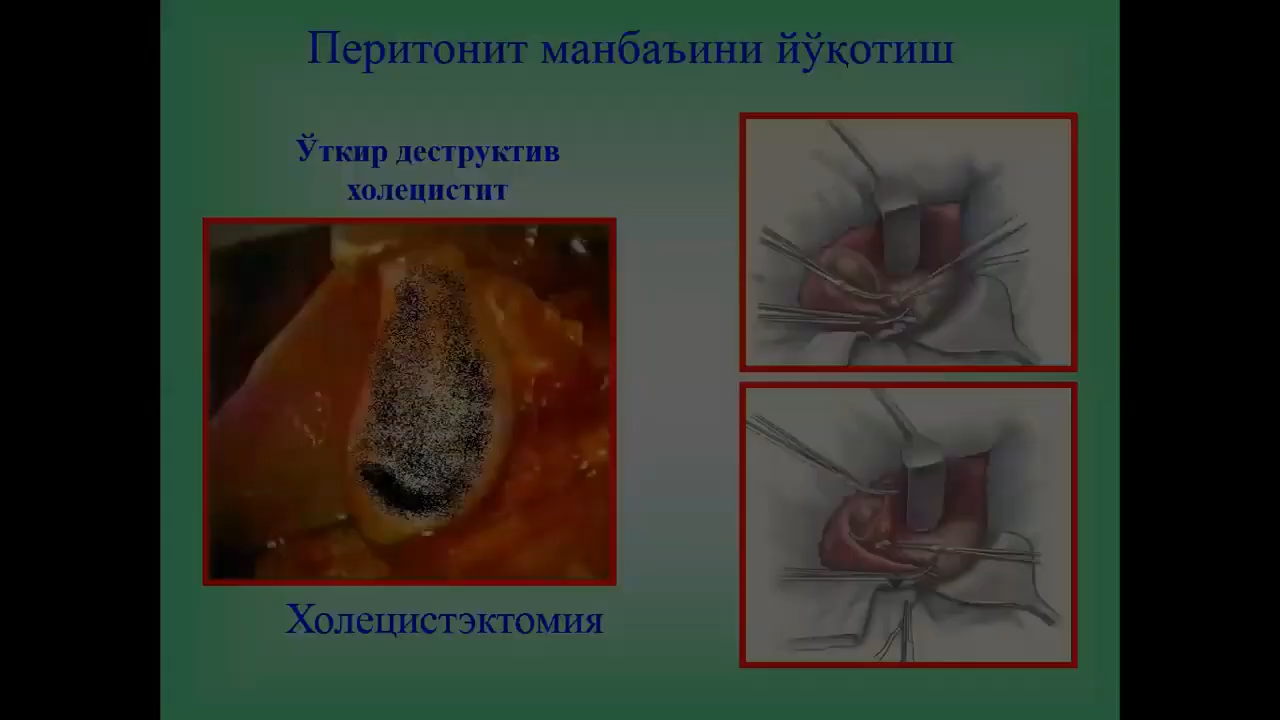 Перитонит манбаъини йўқотиш
Ўткир деструктив
холецистит
Холецистэктомия